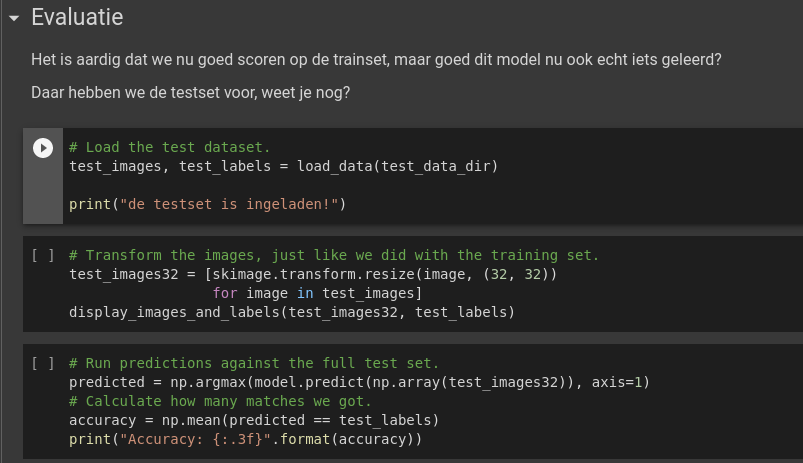 Evaluatie
Het is aardig dat we nu goed scoren op de trainset, maar goed dit model nu ook echt iets geleerd?
Daar hebben we de testset voor, weet je nog?
# Load the test dataset.
test_images, test_labels = load_data(test_data_dir)
print("de testset is ingeladen!")
[ ] # Transform the images, just like we did with the training set.
test_images32 = [skimage.transform.resize(image, (32, 32))
for image in test_images]
display_images_and_labels(test_images32, test_labels)
[ ] # Run predictions against the full test set.
predicted = np.argmax(model.predict(np.array(test_images32)), axis=1)
# Calculate how many matches we got.
accuracy = np.mean(predicted == test_labels)
print("Accuracy: {:.3f}".format(accuracy))